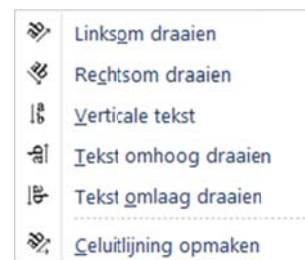 Linksom draaien
Rechtsom draaien
Verticale tekst
Tekst omhoog draaien
Tekst omlaag draaien
Celuitlijning opmaken